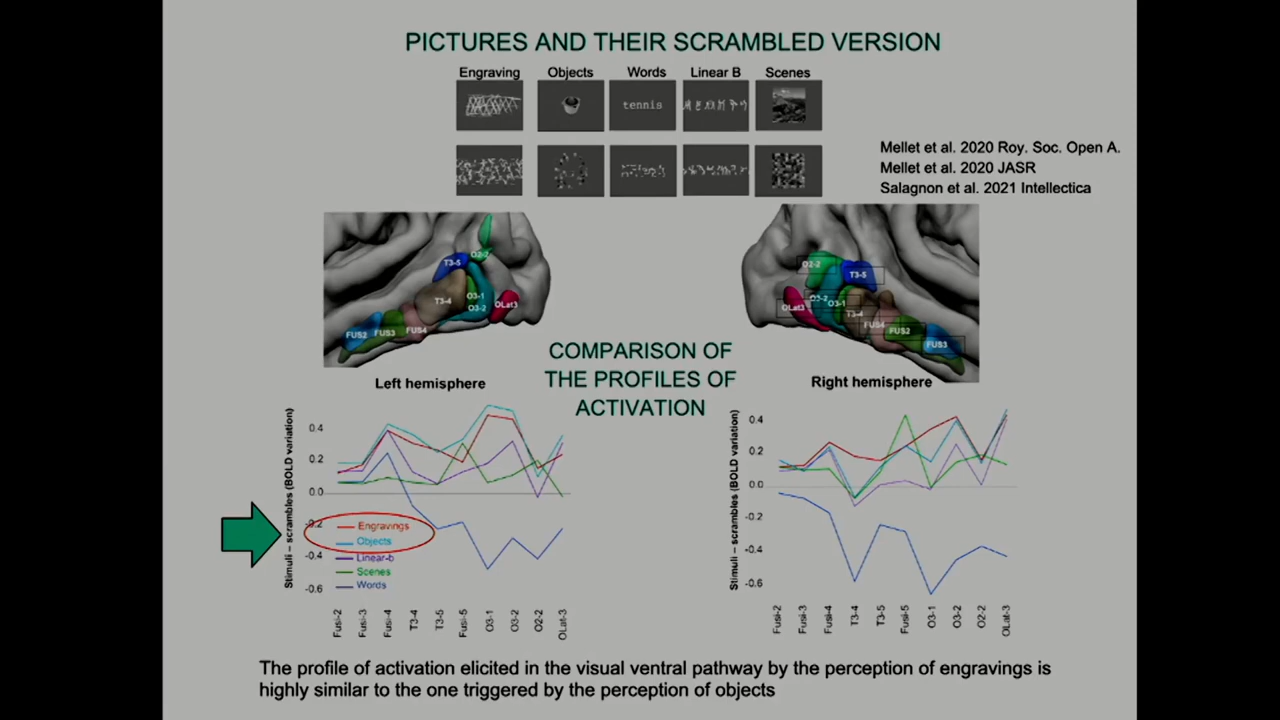 PICTURES AND THEIR SCRAMBLED VERSION
Engraving Objects Words Linear B Scenes
tennis
Mellet et al. 2020 Roy. Soc. Open A.
Mellet et al. 2020 JASR
Salagnon et al. 2021 Intellectica
T3-5 O2-2
T3-4 O3-1 OLat3
O3-2
FUS2 FUS3 FUS4
O2-2 T3-5
OLat3 O3-2 O3-1
T3-4
FUS4 FUS2
FUS3
Left hemisphere
Right hemisphere
COMPARISON OF
THE PROFILES OF
ACTIVATION
Stimuli – scrambles (BOLD variation)
0.4
0.2
0.0
-0.2
-0.4
-0.6
Engravings
Objects
Linear-b
Scenes
Words
Fusi-2 Fusi-3 Fusi-4 T3-4 T3-5 Fusi-5 O3-1 O3-2 O2-2 OLat-3
Stimuli – scrambles (BOLD variation)
0.4
0.2
0.0
-0.2
-0.4
-0.6
Fusi-2 Fusi-3 Fusi-4 T3-4 T3-5 Fusi-5 O3-1 O3-2 O2-2 OLat-3
The profile of activation elicited in the visual ventral pathway by the perception of engravings is
highly similar to the one triggered by the perception of objects